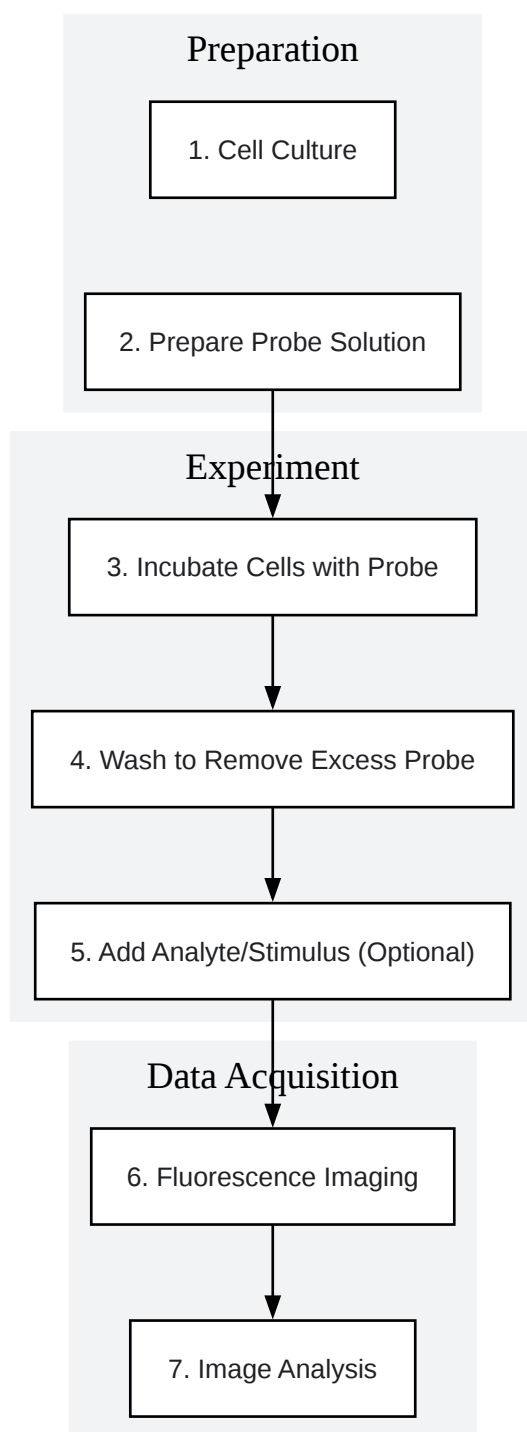 Preparation
1. Cell Culture
2. Prepare Probe Solution
Experiment
3. Incubate Cells with Probe
4. Wash to Remove Excess Probe
5. Add Analyte/Stimulus (Optional)
Data Acquisition
6. Fluorescence Imaging
7. Image Analysis